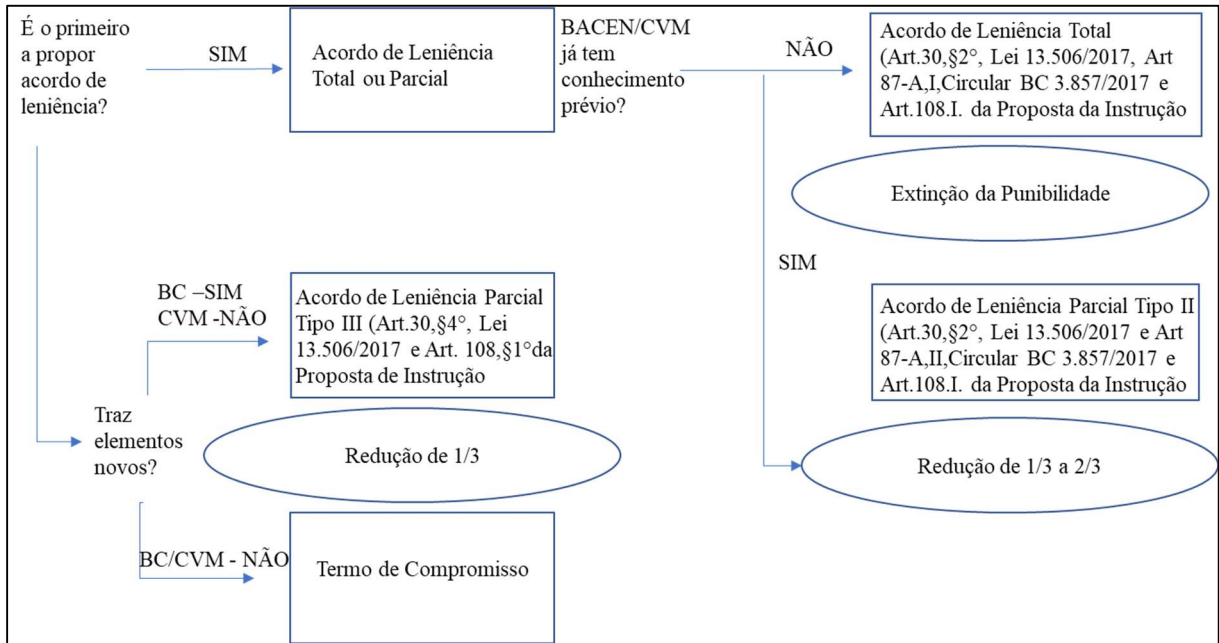 É o primeiro
a propor
acordo de
leniência?
SIM
Acordo de Leniência
Total ou Parcial
BACEN/CVM
já tem
conhecimento
prévio?
NÃO
Acordo de Leniência Total
(Art.30,§2°, Lei 13.506/2017, Art
87-A,I,Circular BC 3.857/2017 e
Art.108.I. da Proposta da Instrução
Extinção da Punibilidade
SIM
Acordo de Leniência Parcial Tipo II
(Art.30,§2°, Lei 13.506/2017 e Art
87-A,II,Circular BC 3.857/2017 e
Art.108.I. da Proposta da Instrução
Redução de 1/3 a 2/3
BC –SIM
CVM -NÃO
Acordo de Leniência Parcial
Tipo III (Art.30,§4°, Lei
13.506/2017 e Art. 108,§1°da
Proposta de Instrução
Traz
elementos
novos?
Redução de 1/3
BC/CVM - NÃO
Termo de Compromisso